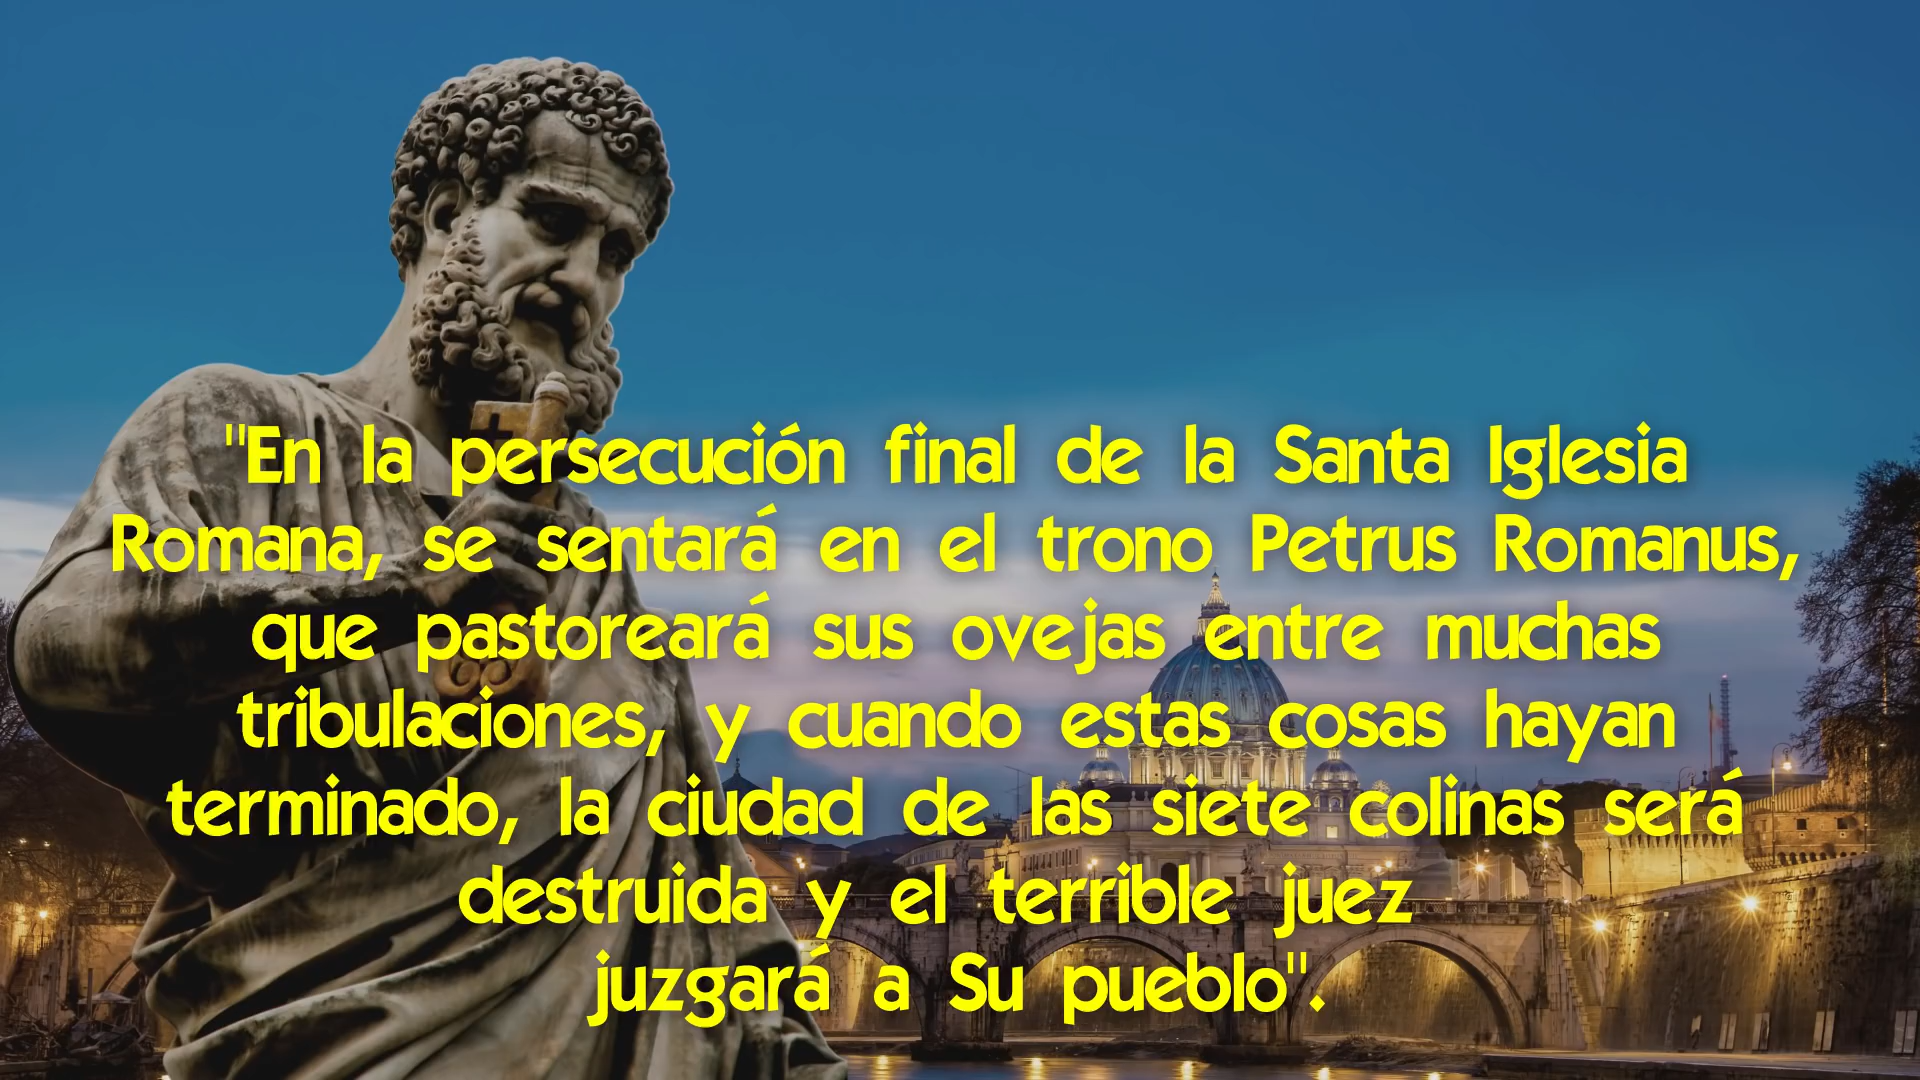 "En la persecución final de la Santa Iglesia
Romana, se sentará en el trono Petrus Romanus,
que pastoreará sus ovejas entre muchas
tribulaciones, y cuando estas cosas hayan
terminado, la ciudad de las siete colinas será
destruida y el terrible juez
juzgará a Su pueblo".